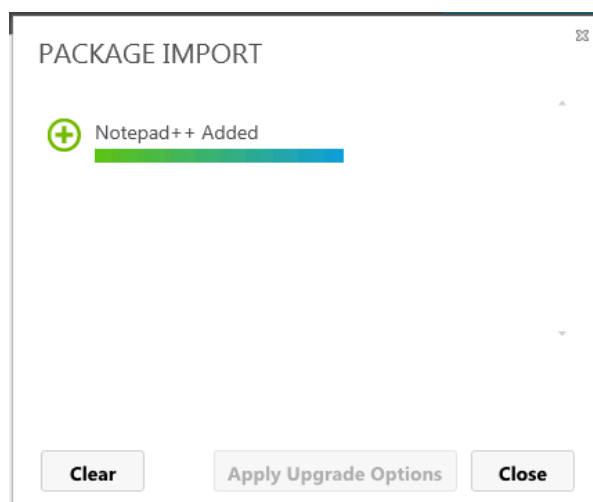 PACKAGE IMPORT
Notepad++ Added
Clear
Apply Upgrade Options
Close